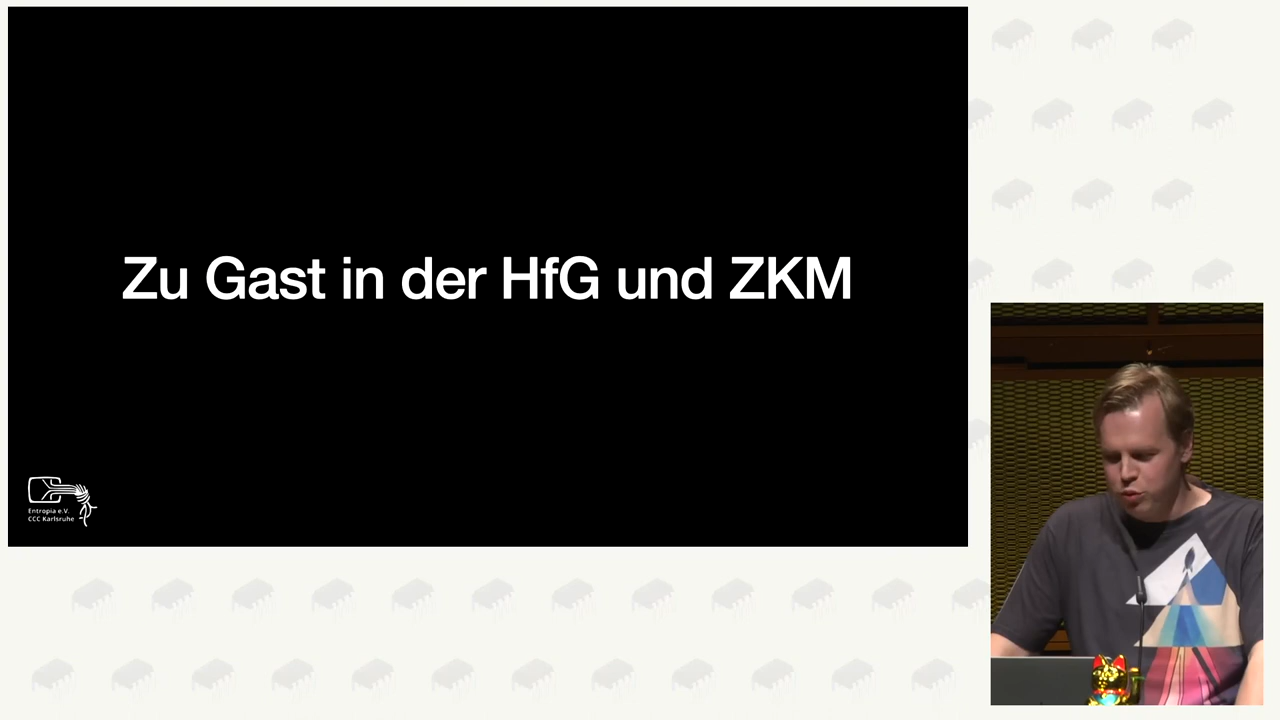 Zu Gast in der HfG und ZKM
Entropia e.V.
CCC Karlsruhe